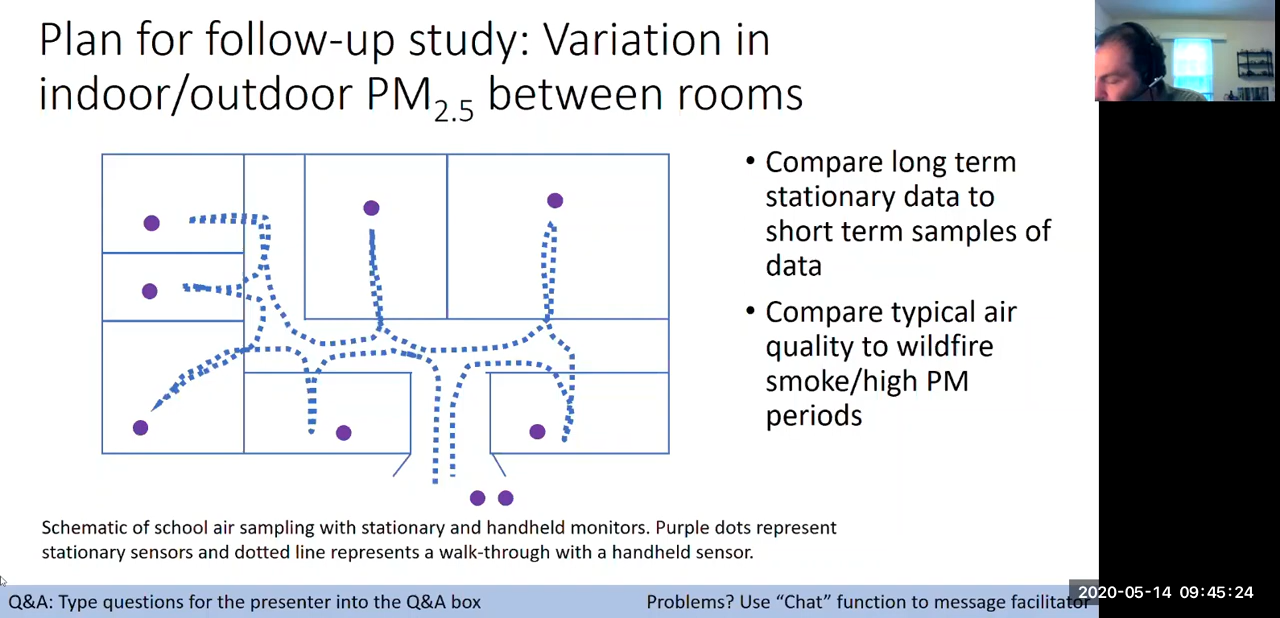 Plan for follow-up study: Variation in
indoor/outdoor PM2.5 between rooms
• Compare long term
stationary data to
short term samples of
data
• Compare typical air
quality to wildfire
smoke/high PM
periods
Schematic of school air sampling with stationary and handheld monitors. Purple dots represent
stationary sensors and dotted line represents a walk-through with a handheld sensor.
Q&A: Type questions for the presenter into the Q&A box
Problems? Use “Chat” function to message facilitator
2020-05-14 09:45:24